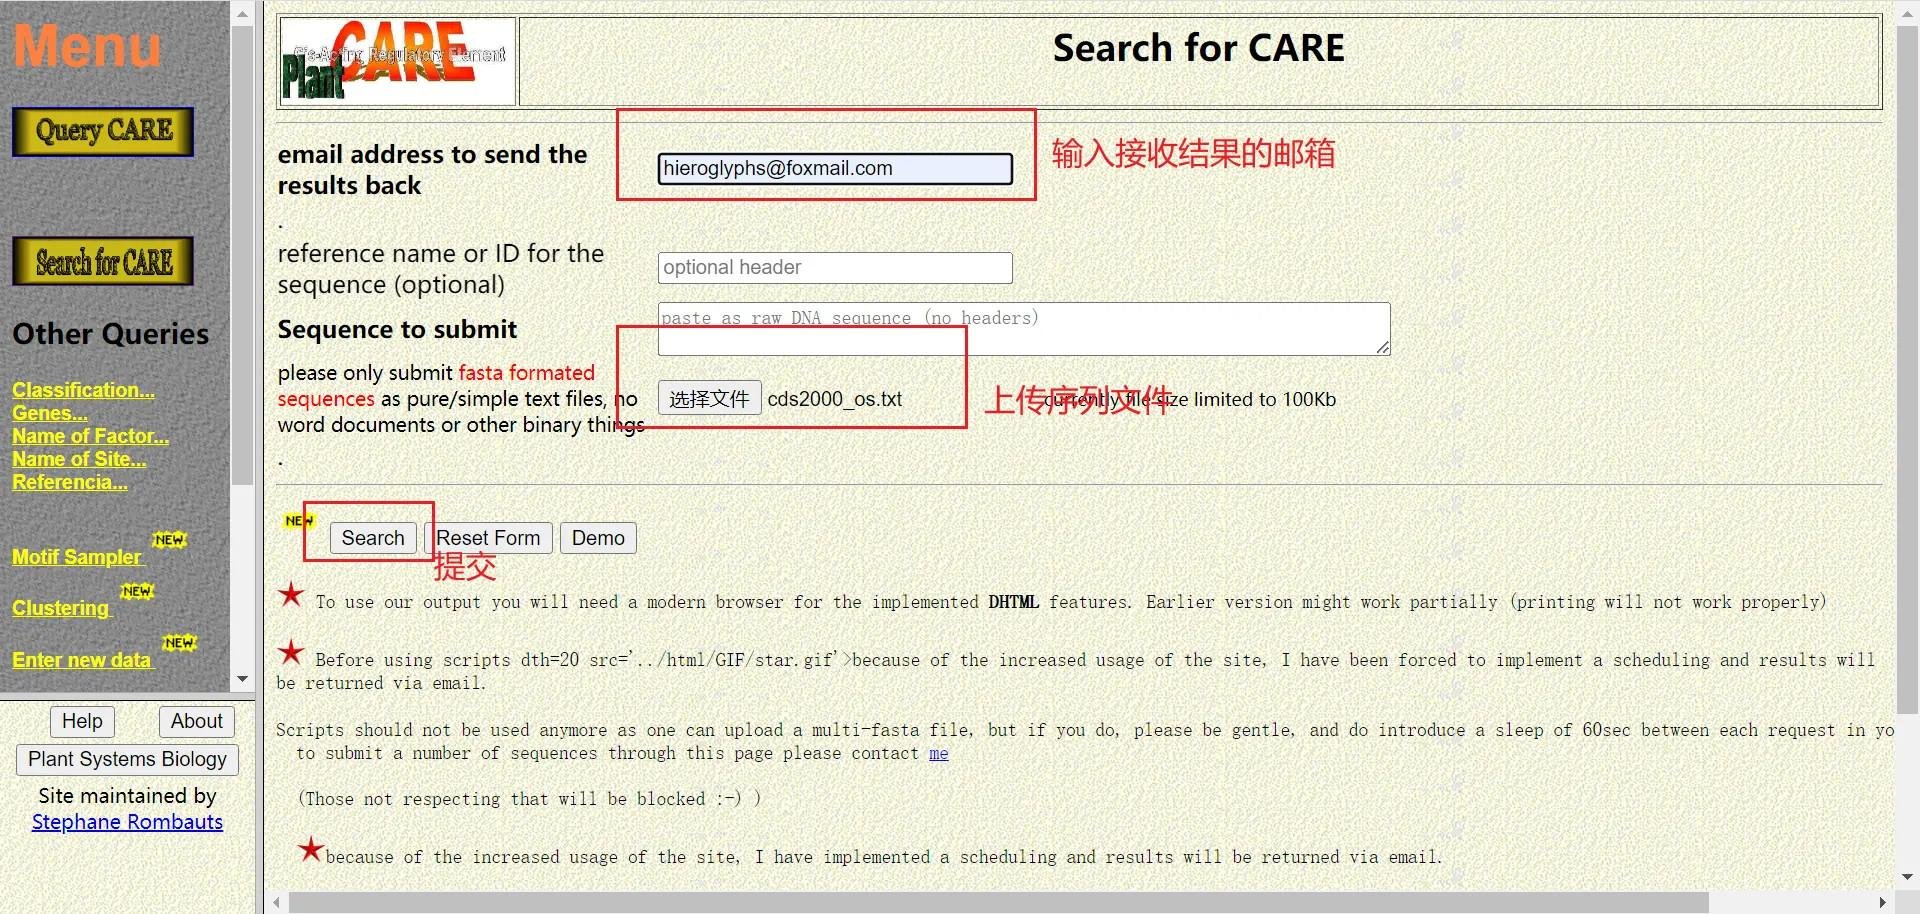 Menu
Query CARE
Search for CARE
Other Queries
Classification...
Genes...
Name of Factor...
Name of Site...
Referencia...
Motif Sampler NEW
Clustering NEW
Enter new data NEW
Help About
Plant Systems Biology
Site maintained by
Stephane Rombauts
Cis-Acting Regulatory Element
Plant CARE
Search for CARE
email address to send the
results back
hieroglyphs@foxmail.com
输入接收结果的邮箱
.
reference name or ID for the
sequence (optional)
optional header
Sequence to submit
paste as raw DNA sequence (no headers)
please only submit fasta formated
sequences as pure/simple text files, no
word documents or other binary things
选择文件 cds2000_os.txt
上传序列文件
currently file size limited to 100Kb
.
NEW
Search Reset Form Demo
提交
To use our output you will need a modern browser for the implemented DHTML features. Earlier version might work partially (printing will not work properly)
Before using scripts dth=20 src='../html/GIF/star.gif'>because of the increased usage of the site, I have been forced to implement a scheduling and results will
be returned via email.
Scripts should not be used anymore as one can upload a multi-fasta file, but if you do, please be gentle, and do introduce a sleep of 60sec between each request in yo
to submit a number of sequences through this page please contact me
(Those not respecting that will be blocked :-) )
because of the increased usage of the site, I have implemented a scheduling and results will be returned via email.